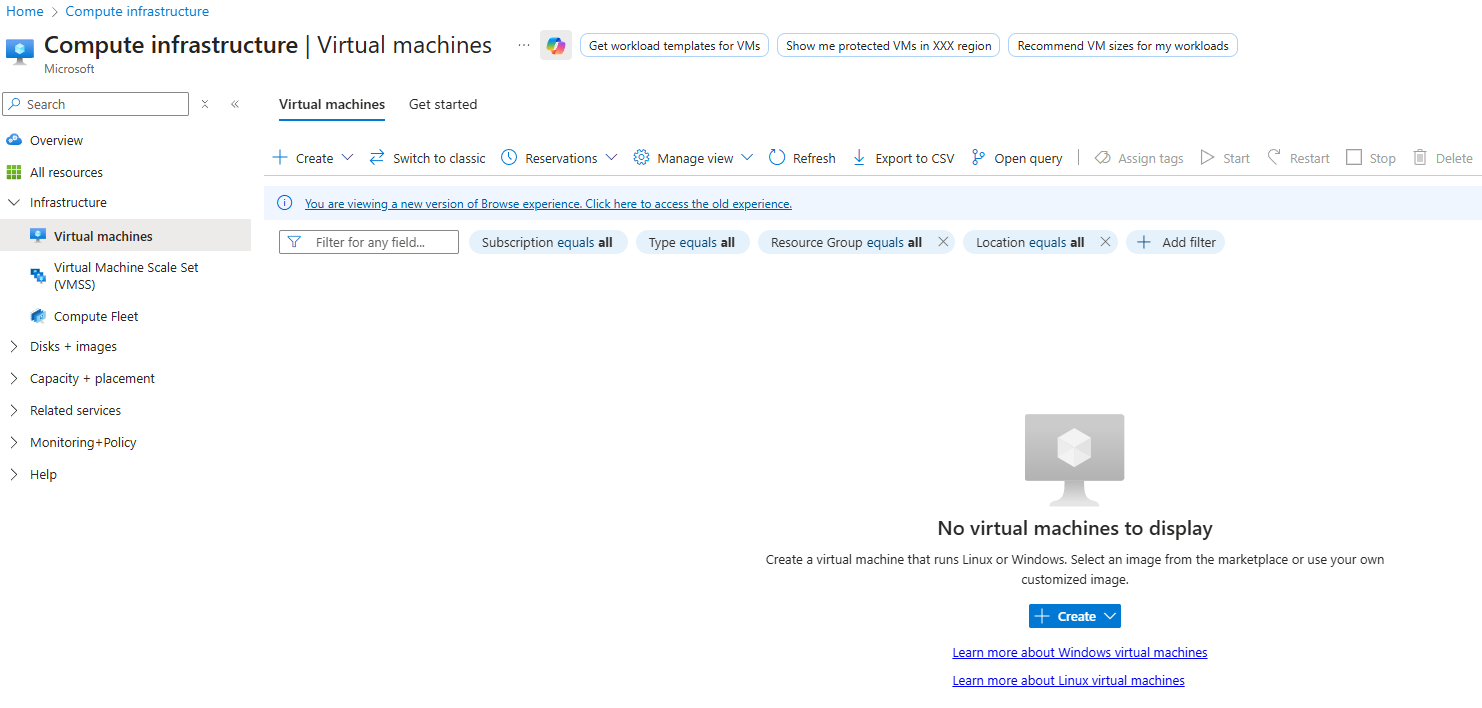 Home > Compute infrastructure
Compute infrastructure | Virtual machines ...
Microsoft
Get workload templates for VMs
Show me protected VMs in XXX region
Recommend VM sizes for my workloads
Search
Overview
All resources
Infrastructure
Virtual machines
Virtual Machine Scale Set
(VMSS)
Compute Fleet
Disks + images
Capacity + placement
Related services
Monitoring+Policy
Help
Virtual machines Get started
Create Switch to classic Reservations Manage view Refresh Export to CSV Open query Assign tags Start Restart Stop Delete
You are viewing a new version of Browse experience. Click here to access the old experience.
Filter for any field... Subscription equals all Type equals all Resource Group equals all Location equals all Add filter
No virtual machines to display
Create a virtual machine that runs Linux or Windows. Select an image from the marketplace or use your own
customized image.
Create
Learn more about Windows virtual machines
Learn more about Linux virtual machines